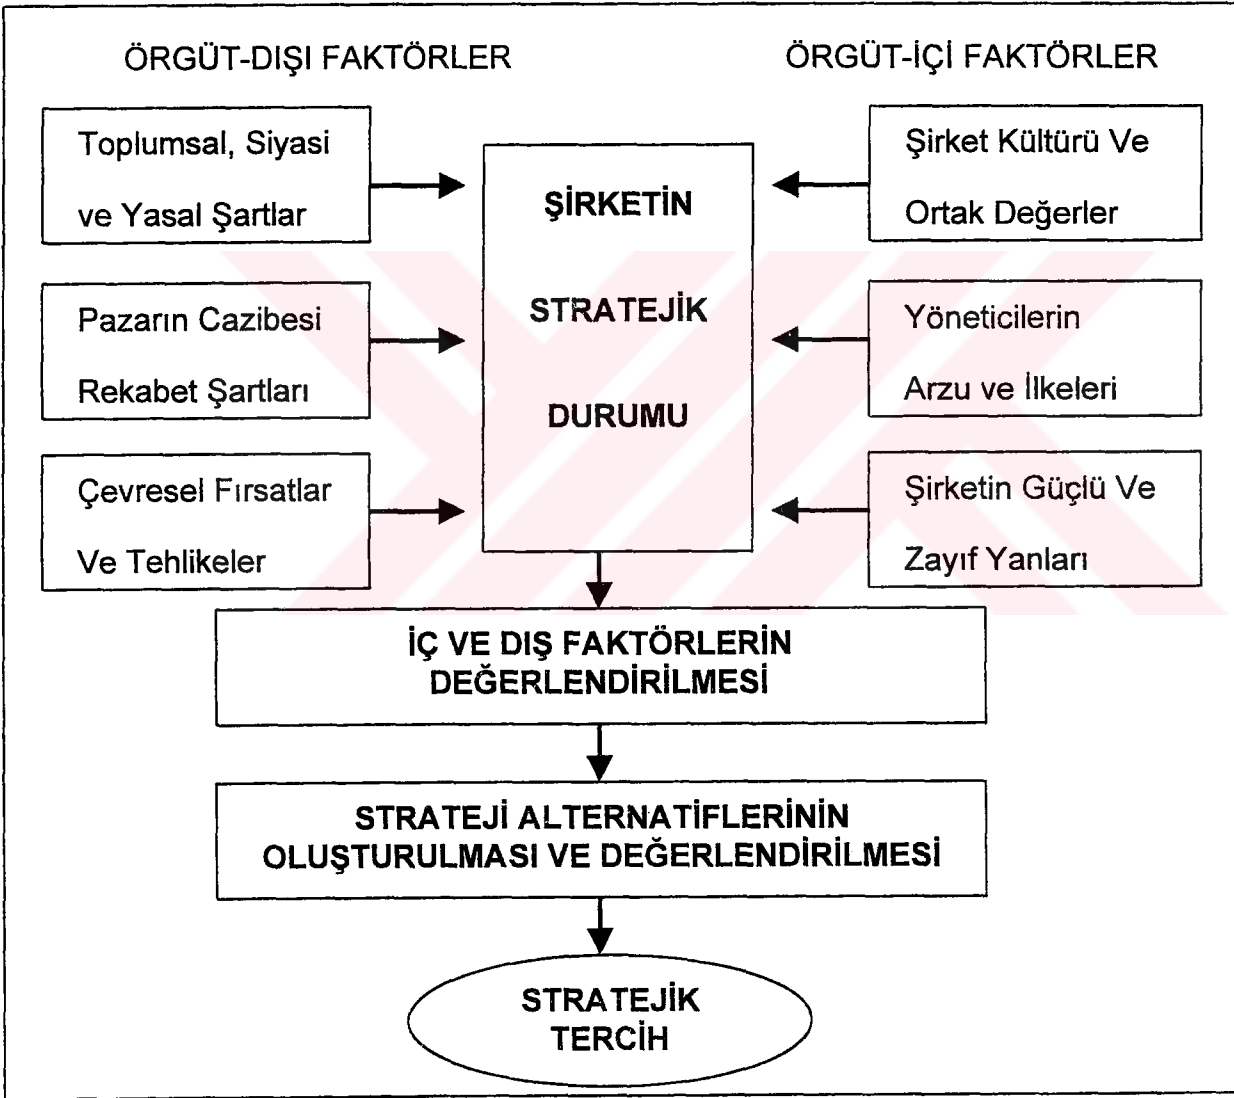 ÖRGÜT-DIŞI FAKTÖRLER
ÖRGÜT-İÇİ FAKTÖRLER
Toplumsal, Siyasi
ve Yasal Şartlar
Pazarın Cazibesi
Rekabet Şartları
Çevresel Fırsatlar
Ve Tehlikeler
ŞİRKETİN
STRATEJİK
DURUMU
Şirket Kültürü Ve
Ortak Değerler
Yöneticilerin
Arzu ve İlkeleri
Şirketin Güçlü Ve
Zayıf Yanları
İÇ VE DIŞ FAKTÖRLERİN
DEĞERLENDİRİLMESİ
STRATEJİ ALTERNATİFLERİNİN
OLUŞTURULMASI VE DEĞERLENDİRİLMESİ
STRATEJİK
TERCİH